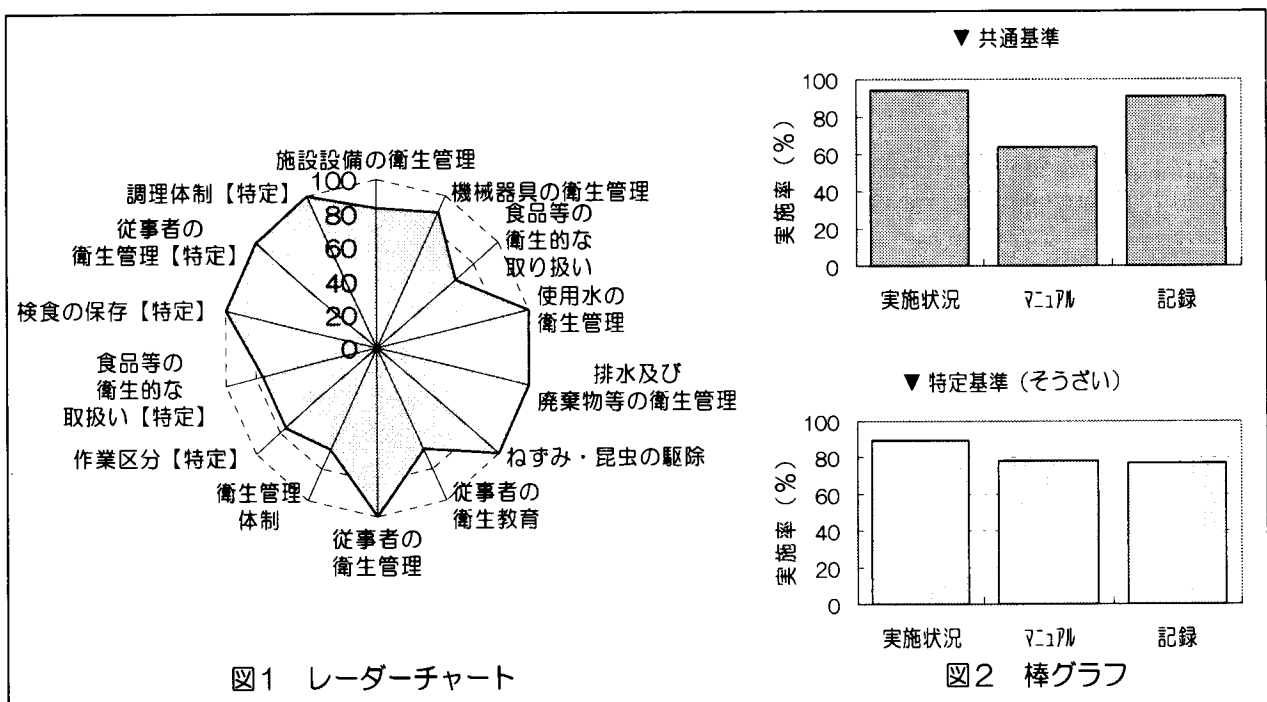 施設設備の衛生管理
機械器具の衛生管理
食品等の
衛生的な
取り扱い
使用水の
衛生管理
排水及び
廃棄物等の衛生管理
ねずみ・昆虫の駆除
従事者の
衛生教育
従事者の
衛生管理
衛生管理
体制
作業区分【特定】
食品等の
衛生的な
取扱い【特定】
検食の保存【特定】
従事者の
衛生管理【特定】
調理体制【特定】
100
80
60
40
20
0
図1 レーダーチャート
▼ 共通基準
実施率(%)
100
80
60
40
20
0
実施状況 マニュアル 記録
▼ 特定基準(そうざい)
実施率(%)
100
80
60
40
20
0
実施状況 マニュアル 記録
図2 棒グラフ